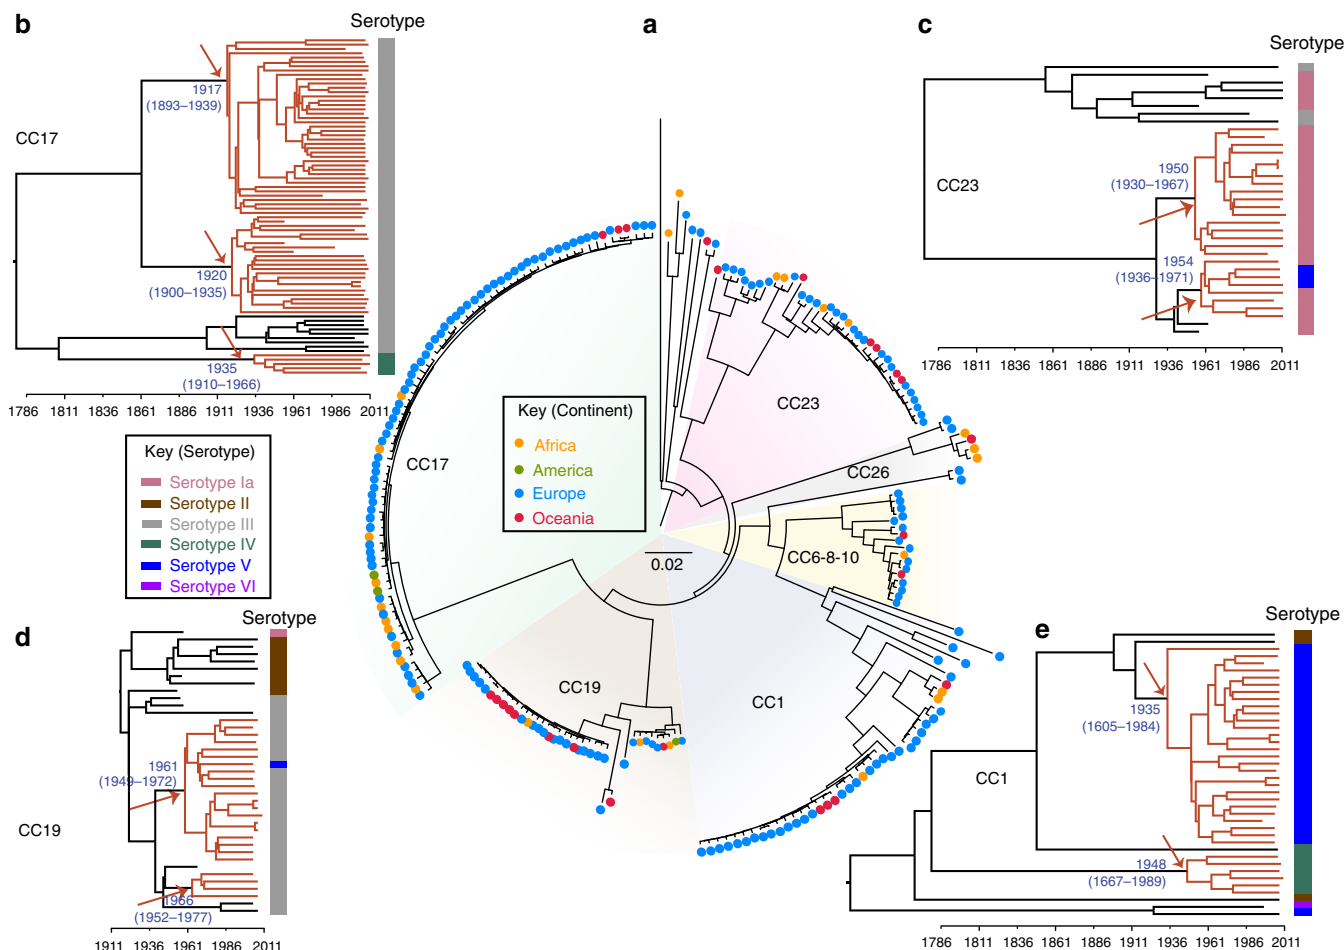 b
Serotype
1917
(1893–1939)
CC17
1920
(1900–1935)
1935
(1910–1966)
1786 1811 1836 1861 1886 1911 1936 1961 1986 2011
a
CC17
CC23
CC26
CC6-8-10
CC1
CC19
Key (Continent)
Africa
America
Europe
Oceania
0.02
c
Serotype
CC23
1950
(1930–1967)
1954
(1936–1971)
1786 1811 1836 1861 1886 1911 1936 1961 1986 2011
Key (Serotype)
Serotype Ia
Serotype II
Serotype III
Serotype IV
Serotype V
Serotype VI
d
Serotype
1961
(1949–1972)
CC19
1966
(1952–1977)
1911 1936 1961 1986 2011
e
Serotype
1935
(1605–1984)
CC1
1948
(1667–1989)
1786 1811 1836 1861 1886 1911 1936 1961 1986 2011